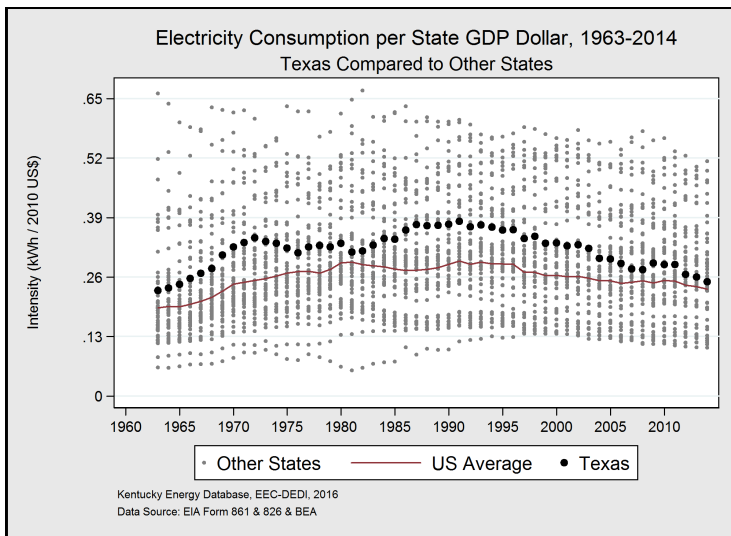 Electricity Consumption per State GDP Dollar, 1963-2014
Texas Compared to Other States
Intensity (kWh / 2010 US$)
.65
.52
.39
.26
.13
0
1960 1965 1970 1975 1980 1985 1990 1995 2000 2005 2010
Other States US Average Texas
Kentucky Energy Database, EEC-DEDI, 2016
Data Source: EIA Form 861 & 826 & BEA